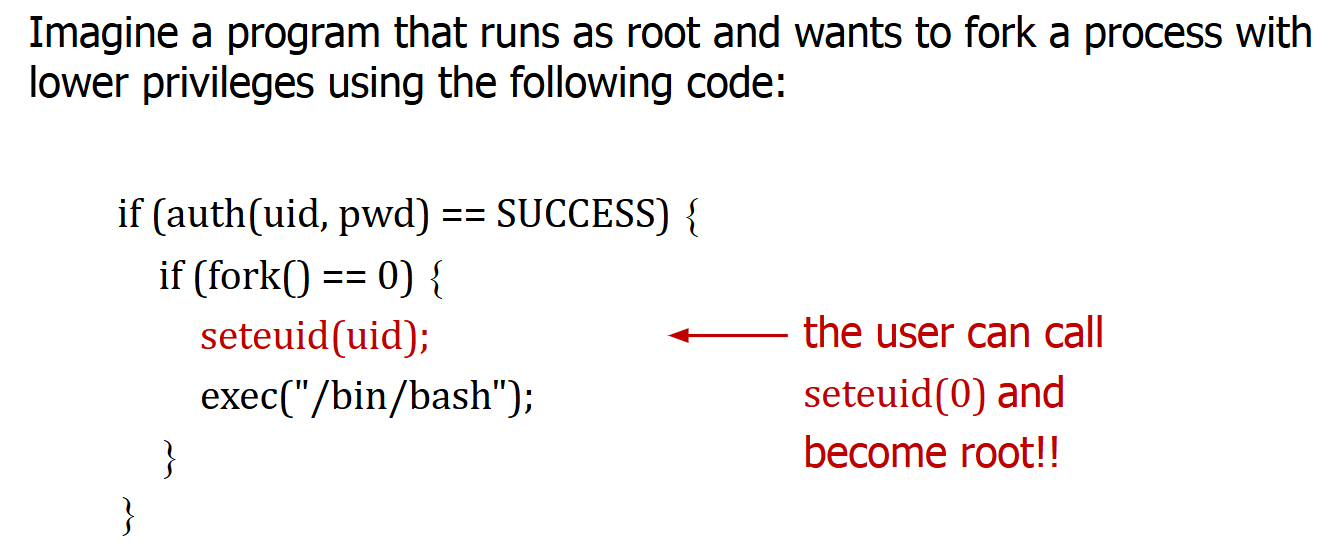 Imagine a program that runs as root and wants to fork a process with
lower privileges using the following code:
if (auth(uid, pwd) == SUCCESS) {
if (fork() == 0) {
seteuid(uid);
the user can call
exec("/bin/bash");
seteuid(0) and
}
become root!!
}